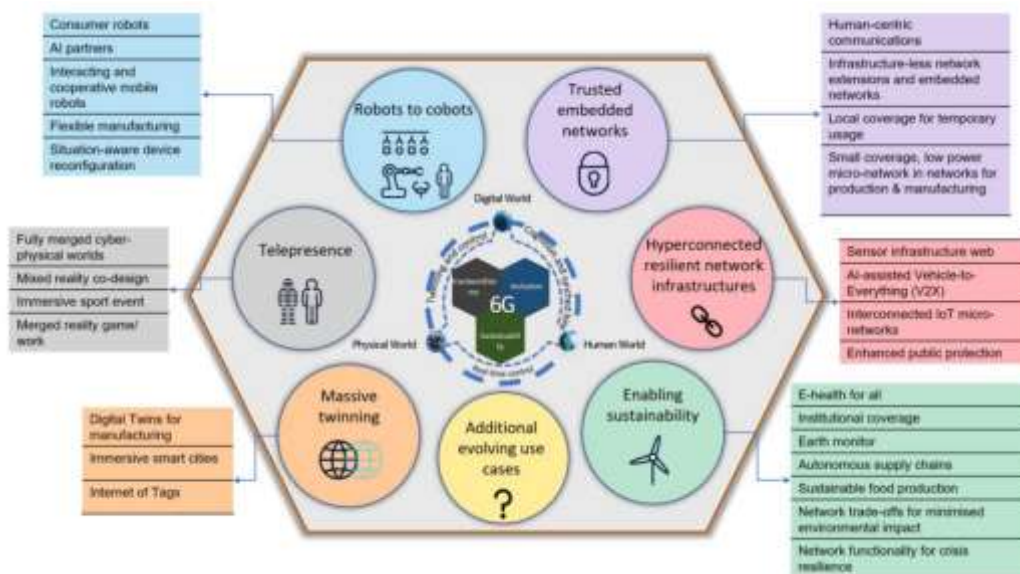 Consumer robots
AI partners
Interacting and
cooperative mobile
robots
Flexible manufacturing
Situation-aware device
reconfiguration
Human-centric
communications
Infrastructure-less network
extensions and embedded
networks
Local coverage for temporary
usage
Small coverage, low power
micro-network in networks for
production & manufacturing
Robots to cobots
Trusted
embedded
networks
Fully merged cyber-
physical worlds
Mixed reality co-design
Immersive sport event
Merged reality game/
work
Telepresence
Digital World
6G
Physical World
Human World
Real time control
Hyperconnected
resilient network
infrastructures
Sensor infrastructure web
AI-assisted Vehicle-to-
Everything (V2X)
Interconnected IoT micro-
networks
Enhanced public protection
Digital Twins for
manufacturing
Immersive smart cities
Internet of Tags
Massive
twinning
Additional
evolving use
cases
?
Enabling
sustainability
E-health for all
Institutional coverage
Earth monitor
Autonomous supply chains
Sustainable food production
Network trade-offs for minimised
environmental impact
Network functionality for crisis
resilience